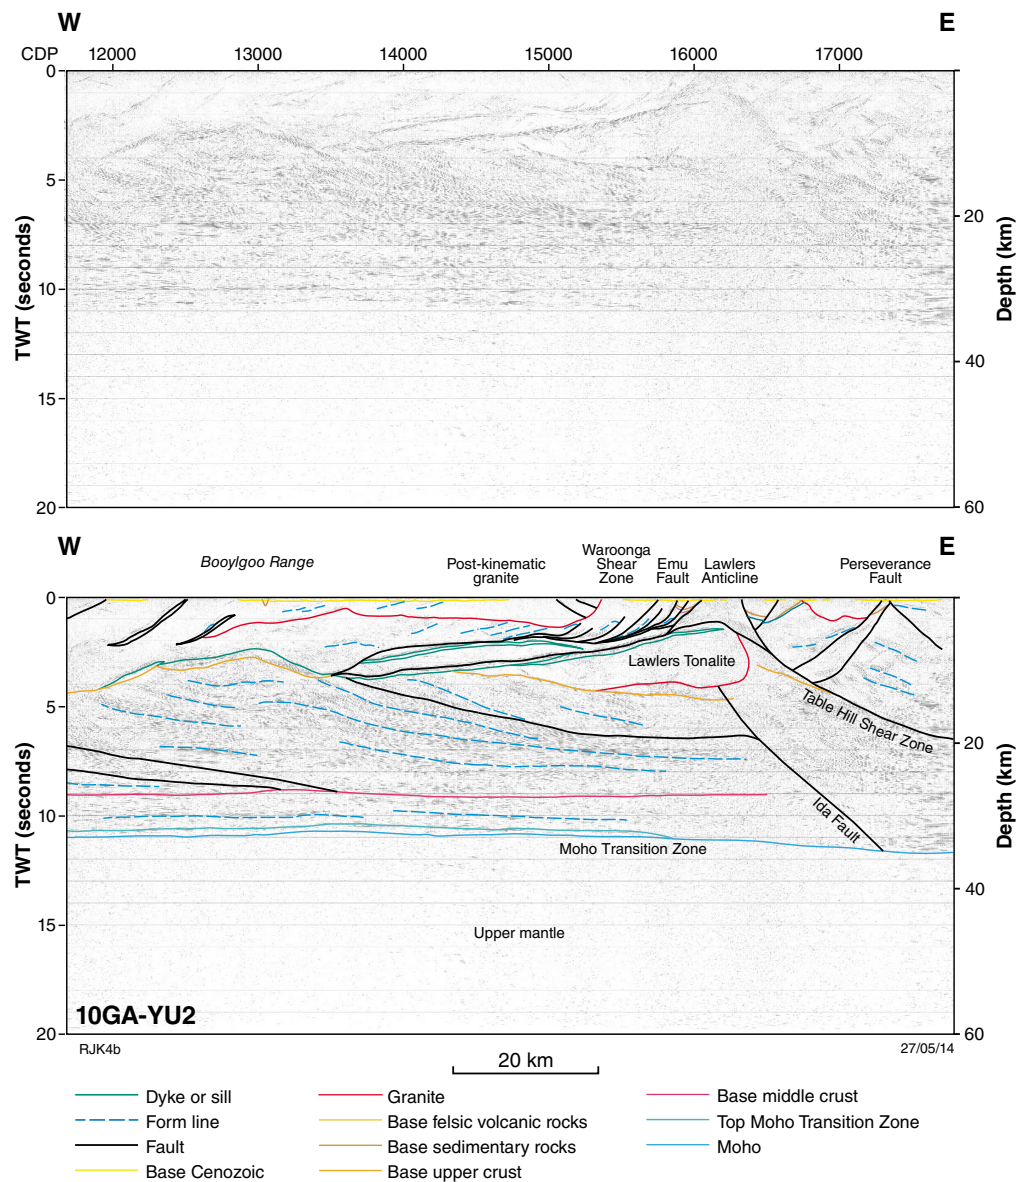 W E
CDP 12000 13000 14000 15000 16000 17000
0
5
10
15
20
TWT (seconds)
20
40
60
Depth (km)
W E
Booylgoo Range
Post-kinematic
granite
Waroonga
Shear
Zone
Emu
Fault
Lawlers
Anticline
Perseverance
Fault
0
5
10
15
20
TWT (seconds)
20
40
60
Depth (km)
Lawlers Tonalite
Table Hill Shear Zone
Ida Fault
Moho Transition Zone
Upper mantle
10GA-YU2
RJK4b
27/05/14
20 km
Dyke or sill
Form line
Fault
Base Cenozoic
Granite
Base felsic volcanic rocks
Base sedimentary rocks
Base upper crust
Base middle crust
Top Moho Transition Zone
Moho